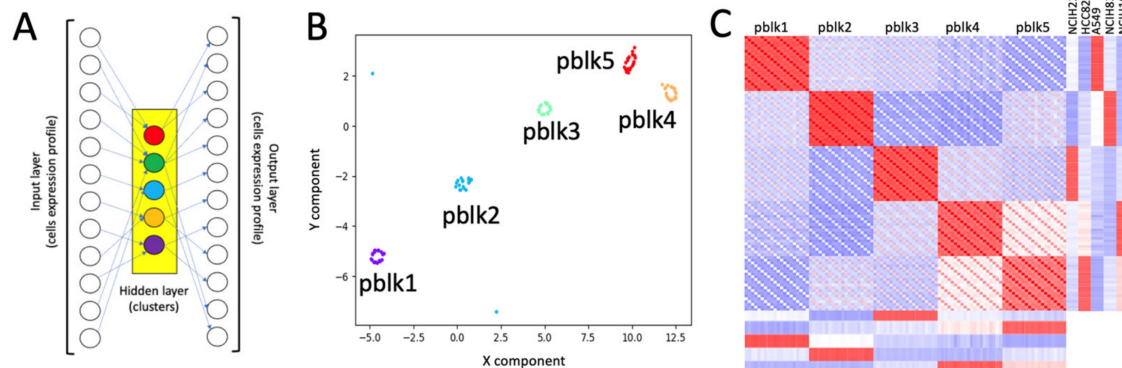 A
Input layer
(cells expression profile)
Hidden layer
(clusters)
Output layer
(cells expression profile)
B
Y component
2
0
−2
−4
−6
pblk5
pblk4
pblk3
pblk2
pblk1
−5.0 −2.5 0.0 2.5 5.0 7.5 10.0 12.5
X component
C
pblk1 pblk2 pblk3 pblk4 pblk5
HCC82
A549